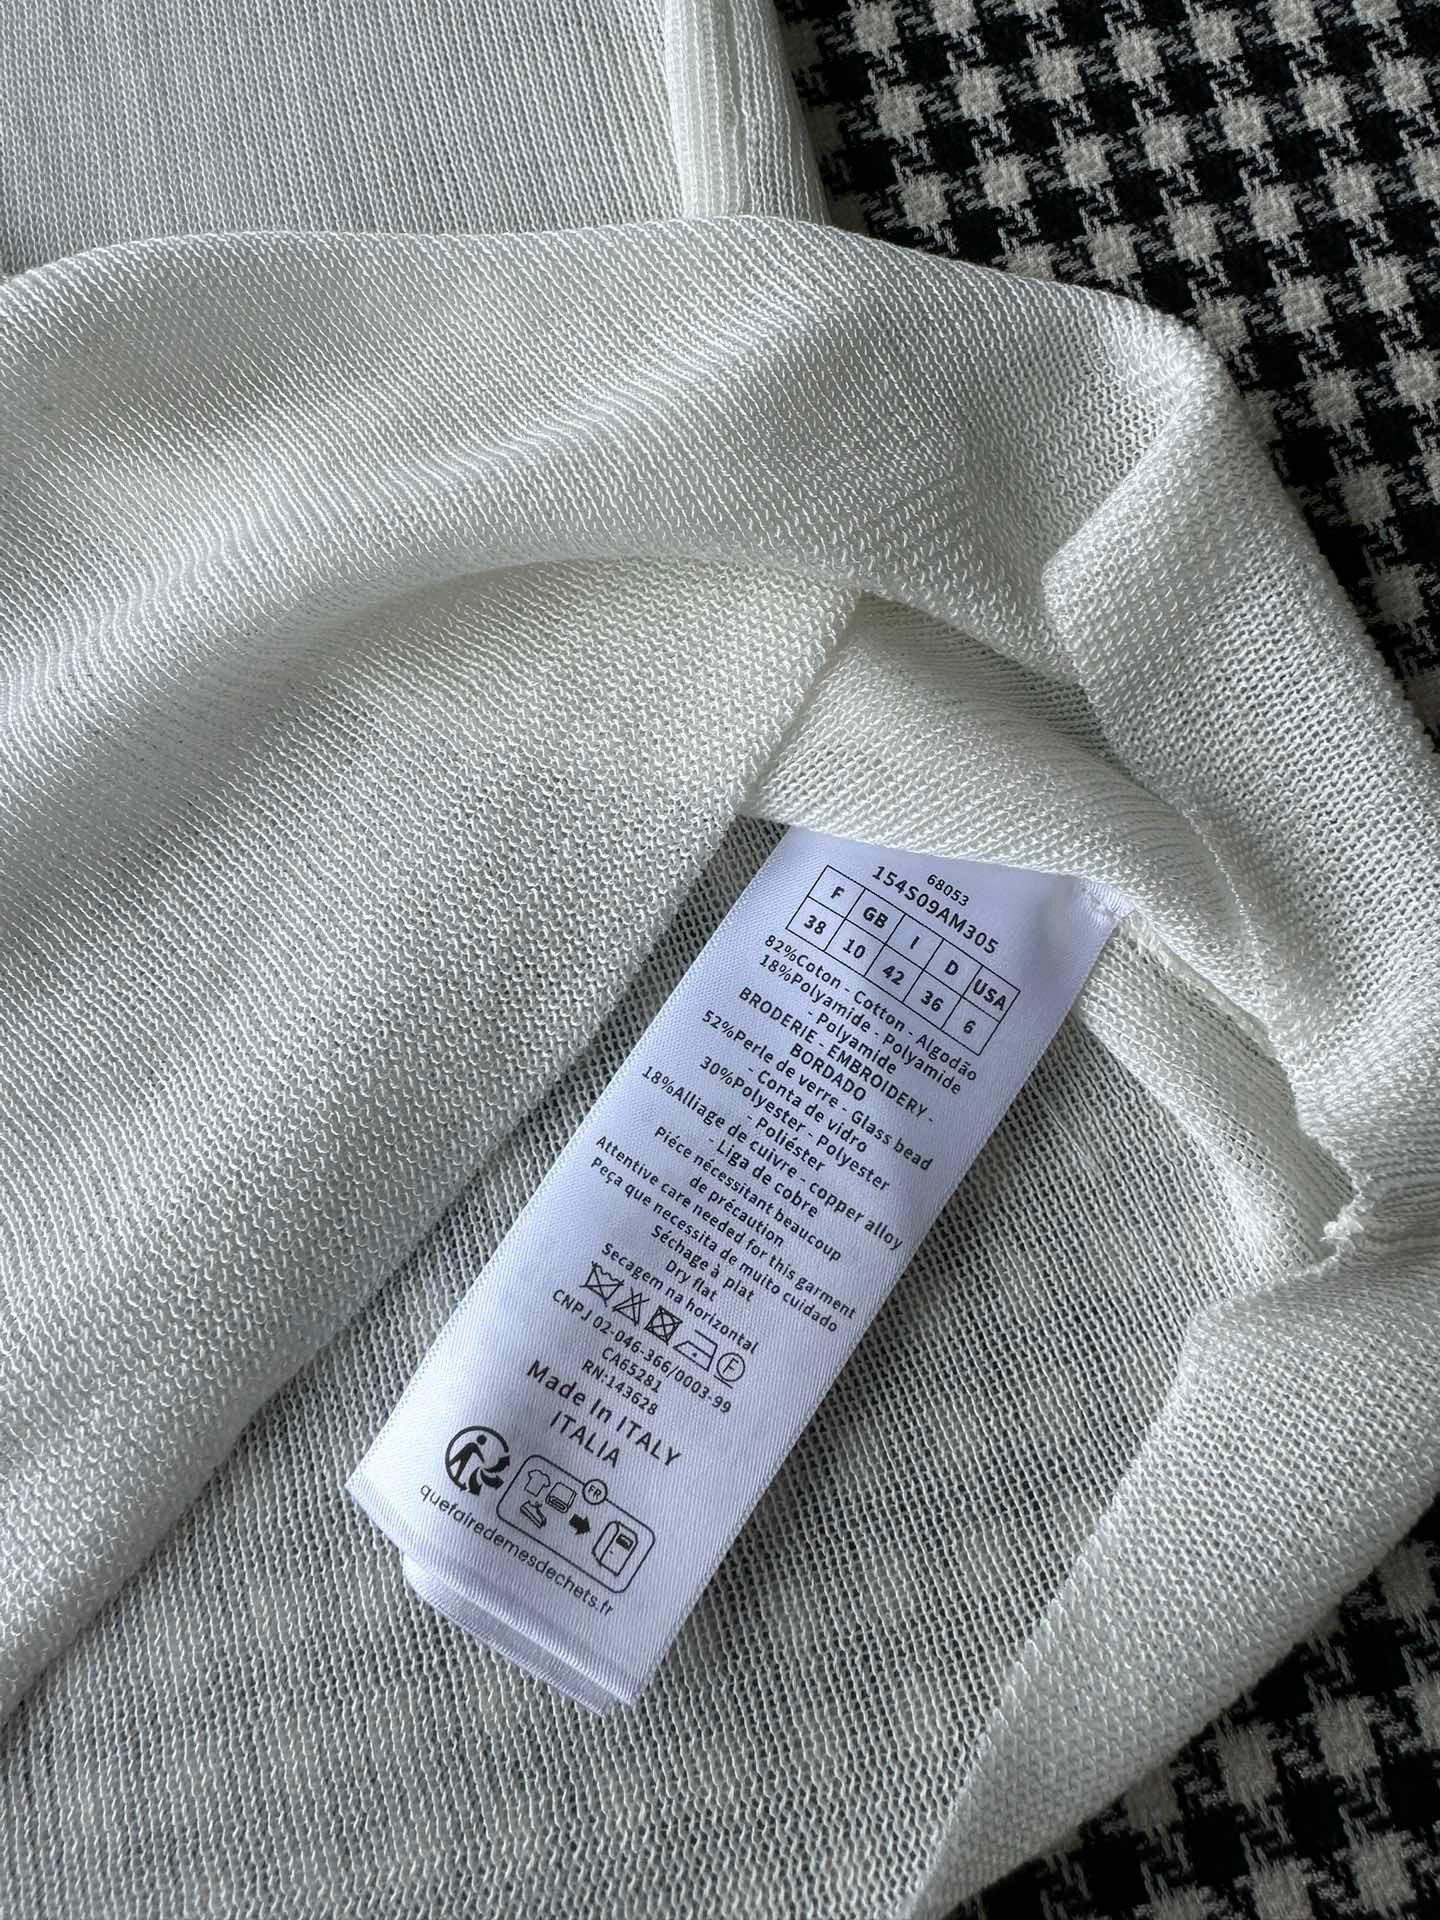 68053
154S09AM305
F GB I D USA
38 10 42 36 6
82%Coton - Cotton - Algodão
18%Polyamide - Polyamide
- Polyamide
BRODERIE - EMBROIDERY -
BORDADO
52%Perle de verre - Glass bead
- Conta de vidro
30%Polyester - Polyester
- Poliéster
18%Alliage de cuivre - copper alloy
- Liga de cobre
Piéce nécessitant beaucoup
de précaution
Attentive care needed for this garment
Peça que necessita de muito cuidado
Séchage à plat
Dry flat
Secagem na horizontal
F
CNPJ 02-046-366/0003-99
CA65281
RN:143628
Made In ITALY
ITALIA
FR
quefairedemesdechets.fr